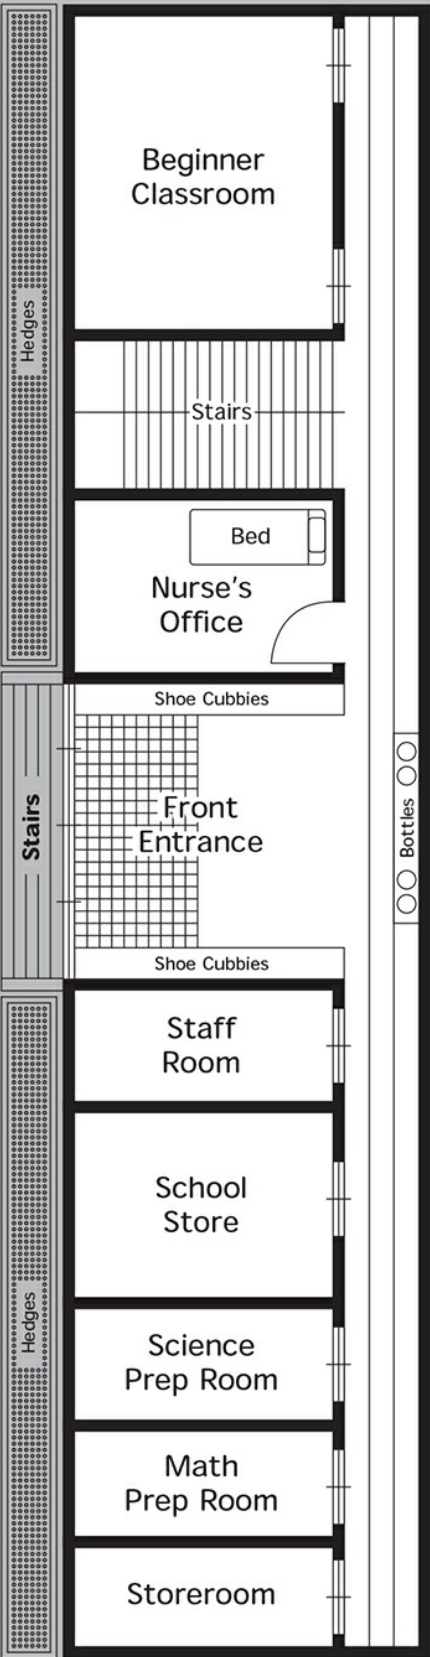 Beginner
Classroom
Hedges
Stairs
Bed
Nurse's
Office
Shoe Cubbies
Stairs
Front
Entrance
Bottles
Shoe Cubbies
Staff
Room
School
Store
Hedges
Science
Prep Room
Math
Prep Room
Storeroom